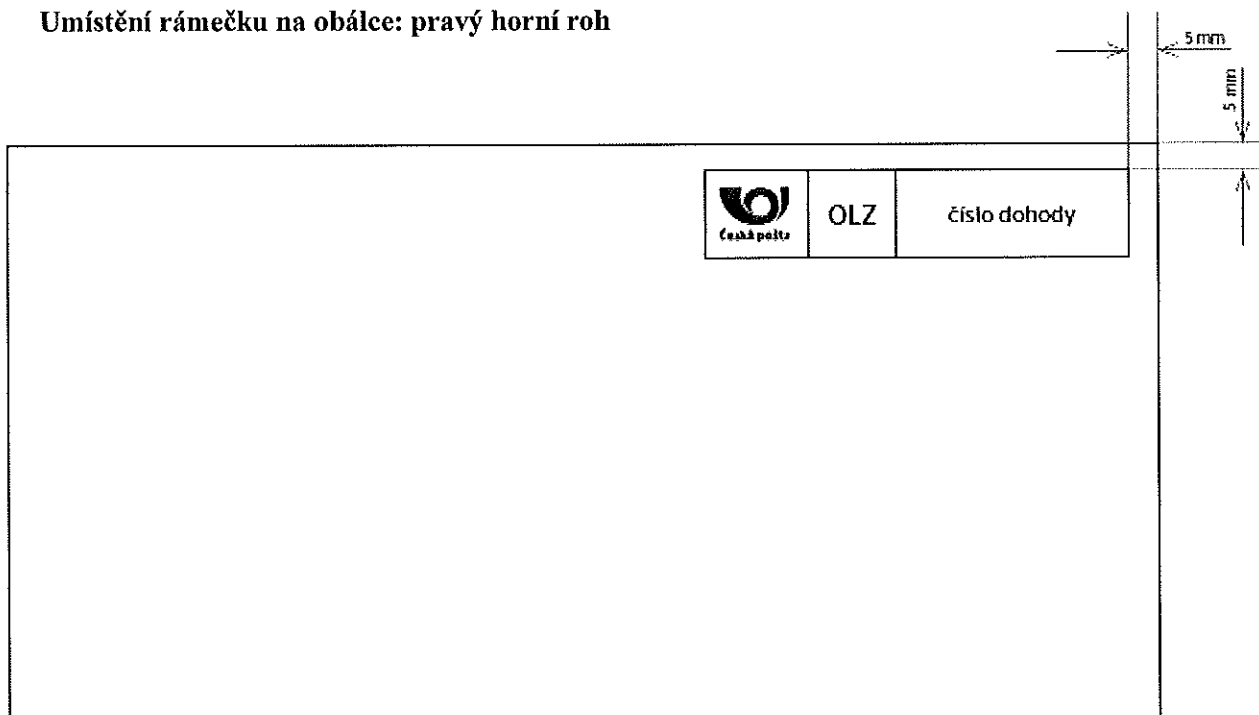 Umístění rámečku na obálce: pravý horní roh
5 mm
5 mm
Česká pošta
OLZ
číslo dohody